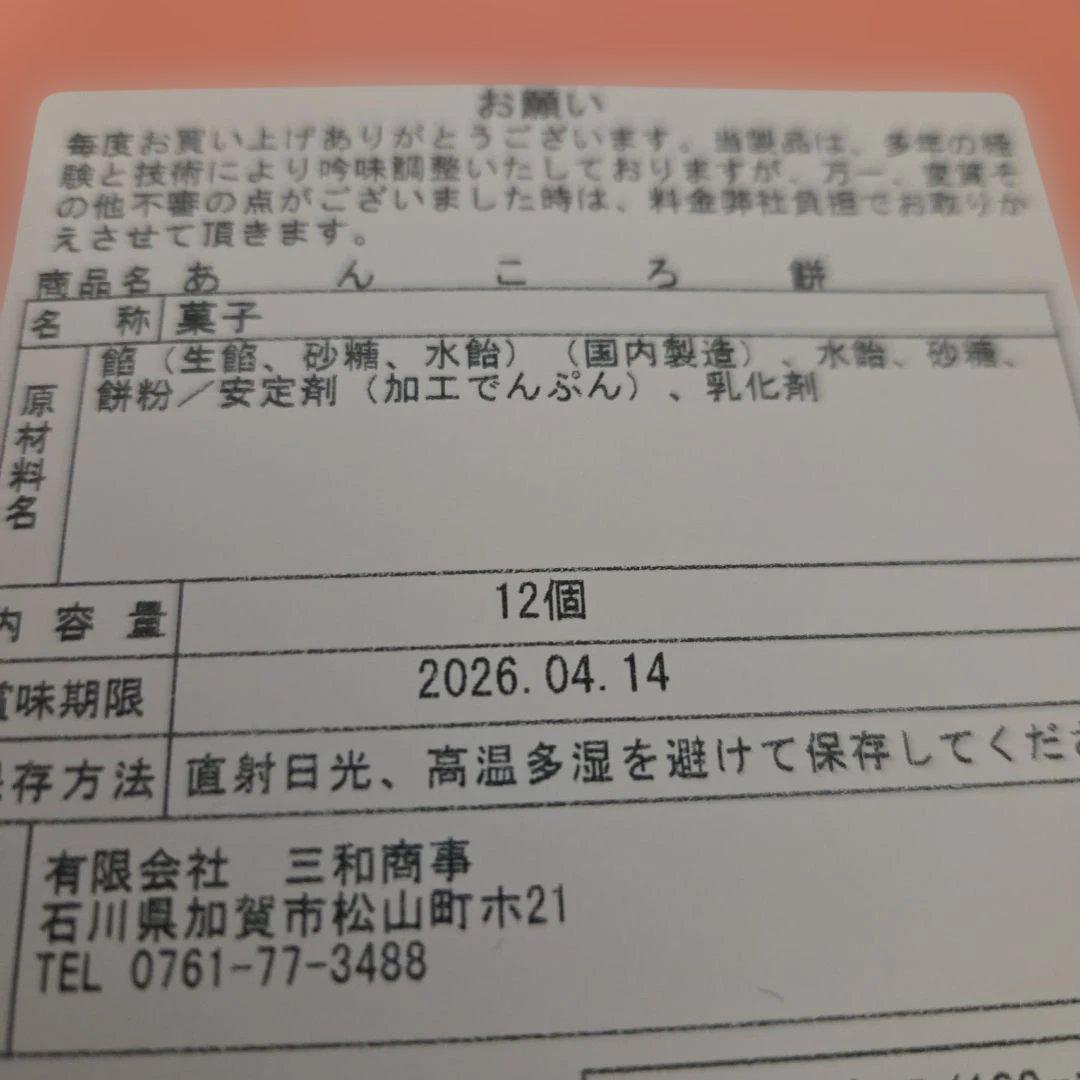 お願い
毎度お買い上げありがとうございます。当製品は、多年の経
験と技術により吟味調整いたしておりますが、万一、変質そ
の他不審の点がございました時は、料金弊社負担でお取りか
えさせて頂きます。
商品名 あんころ餅
名称 菓子
原材料名 餡（生餡、砂糖、水飴）（国内製造）、水飴、砂糖、
餅粉／安定剤（加工でんぷん）、乳化剤
内容量 12個
賞味期限 2026.04.14
保存方法 直射日光、高温多湿を避けて保存してくださ
有限会社 三和商事
石川県加賀市松山町ホ21
TEL 0761-77-3488